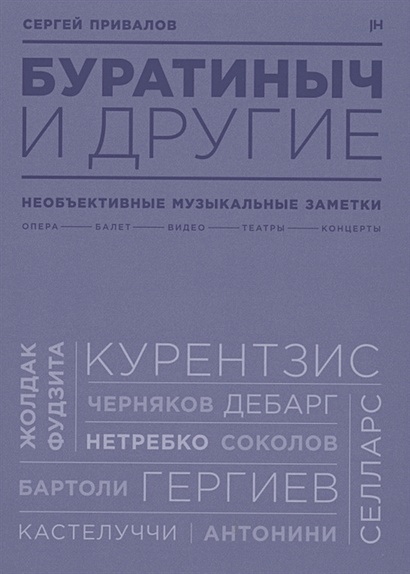 СЕРГЕЙ ПРИВАЛОВ
БУРАТИНЫЧ
И ДРУГИЕ
НЕОБЪЕКТИВНЫЕ МУЗЫКАЛЬНЫЕ ЗАМЕТКИ
ОПЕРА — БАЛЕТ — ВИДЕО — ТЕАТРЫ — КОНЦЕРТЫ
ЖОЛДАК
ФУДЗИТА
КУРЕНТЗИС
ЧЕРНЯКОВ ДЕБАРГ
НЕТРЕБКО СОКОЛОВ
СЕЛЛАРС
БАРТОЛИ ГЕРГИЕВ
КАСТЕЛУЧЧИ | АНТОНИНИ